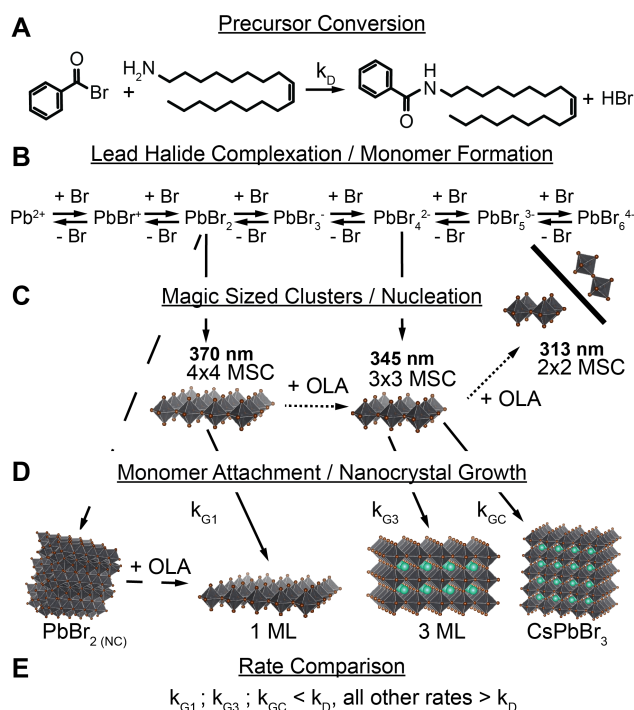 A
Precursor Conversion
O
Br
+
H₂N
k_D
H
N
O
+ HBr
B
Lead Halide Complexation / Monomer Formation
+ Br + Br + Br + Br + Br + Br
Pb²⁺ PbBr⁺ PbBr₂ PbBr₃⁻ PbBr₄²⁻ PbBr₅³⁻ PbBr₆⁴⁻
- Br - Br - Br - Br - Br - Br
C
Magic Sized Clusters / Nucleation
370 nm
4x4 MSC
+ OLA
345 nm
3x3 MSC
+ OLA
313 nm
2x2 MSC
D
Monomer Attachment / Nanocrystal Growth
k_G1 k_G3 k_GC
+ OLA
PbBr₂ (NC) 1 ML 3 ML CsPbBr₃
E
Rate Comparison
k_G1 ; k_G3 ; k_GC < k_D, all other rates > k_D